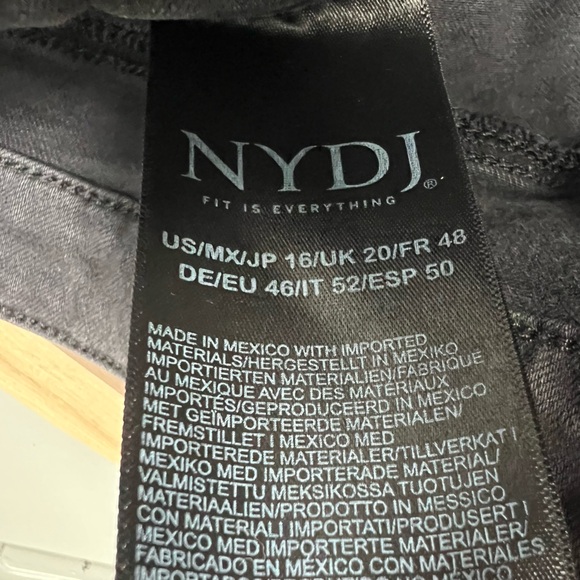 NYDJ®
FIT IS EVERYTHING
US/MX/JP 16/UK 20/FR 48
DE/EU 46/IT 52/ESP 50
MADE IN MEXICO WITH IMPORTED
MATERIALS/HERGESTELLT IN MEXIKO
IMPORTIERTEN MATERIALIEN/FABRIQUE
AU MEXIQUE AVEC DES MATÉRIAUX
IMPORTÉS/GEPRODUCEERD IN MEXICO
MET GEÏMPORTEERDE MATERIALEN/
FREMSTILLET I MEXICO MED
IMPORTEREDE MATERIALER/TILLVERKAT I
MEXIKO MED IMPORTERADE MATERIAL/
VALMISTETTU MEKSIKOSSA TUOTUJEN
MATERIAALIEN/PRODOTTO IN MESSICO
CON MATERIALI IMPORTATI/PRODUSERT I
MEXICO MED IMPORTERTE MATERIALER/
FABRICADO EN MÉXICO CON MATERIALES